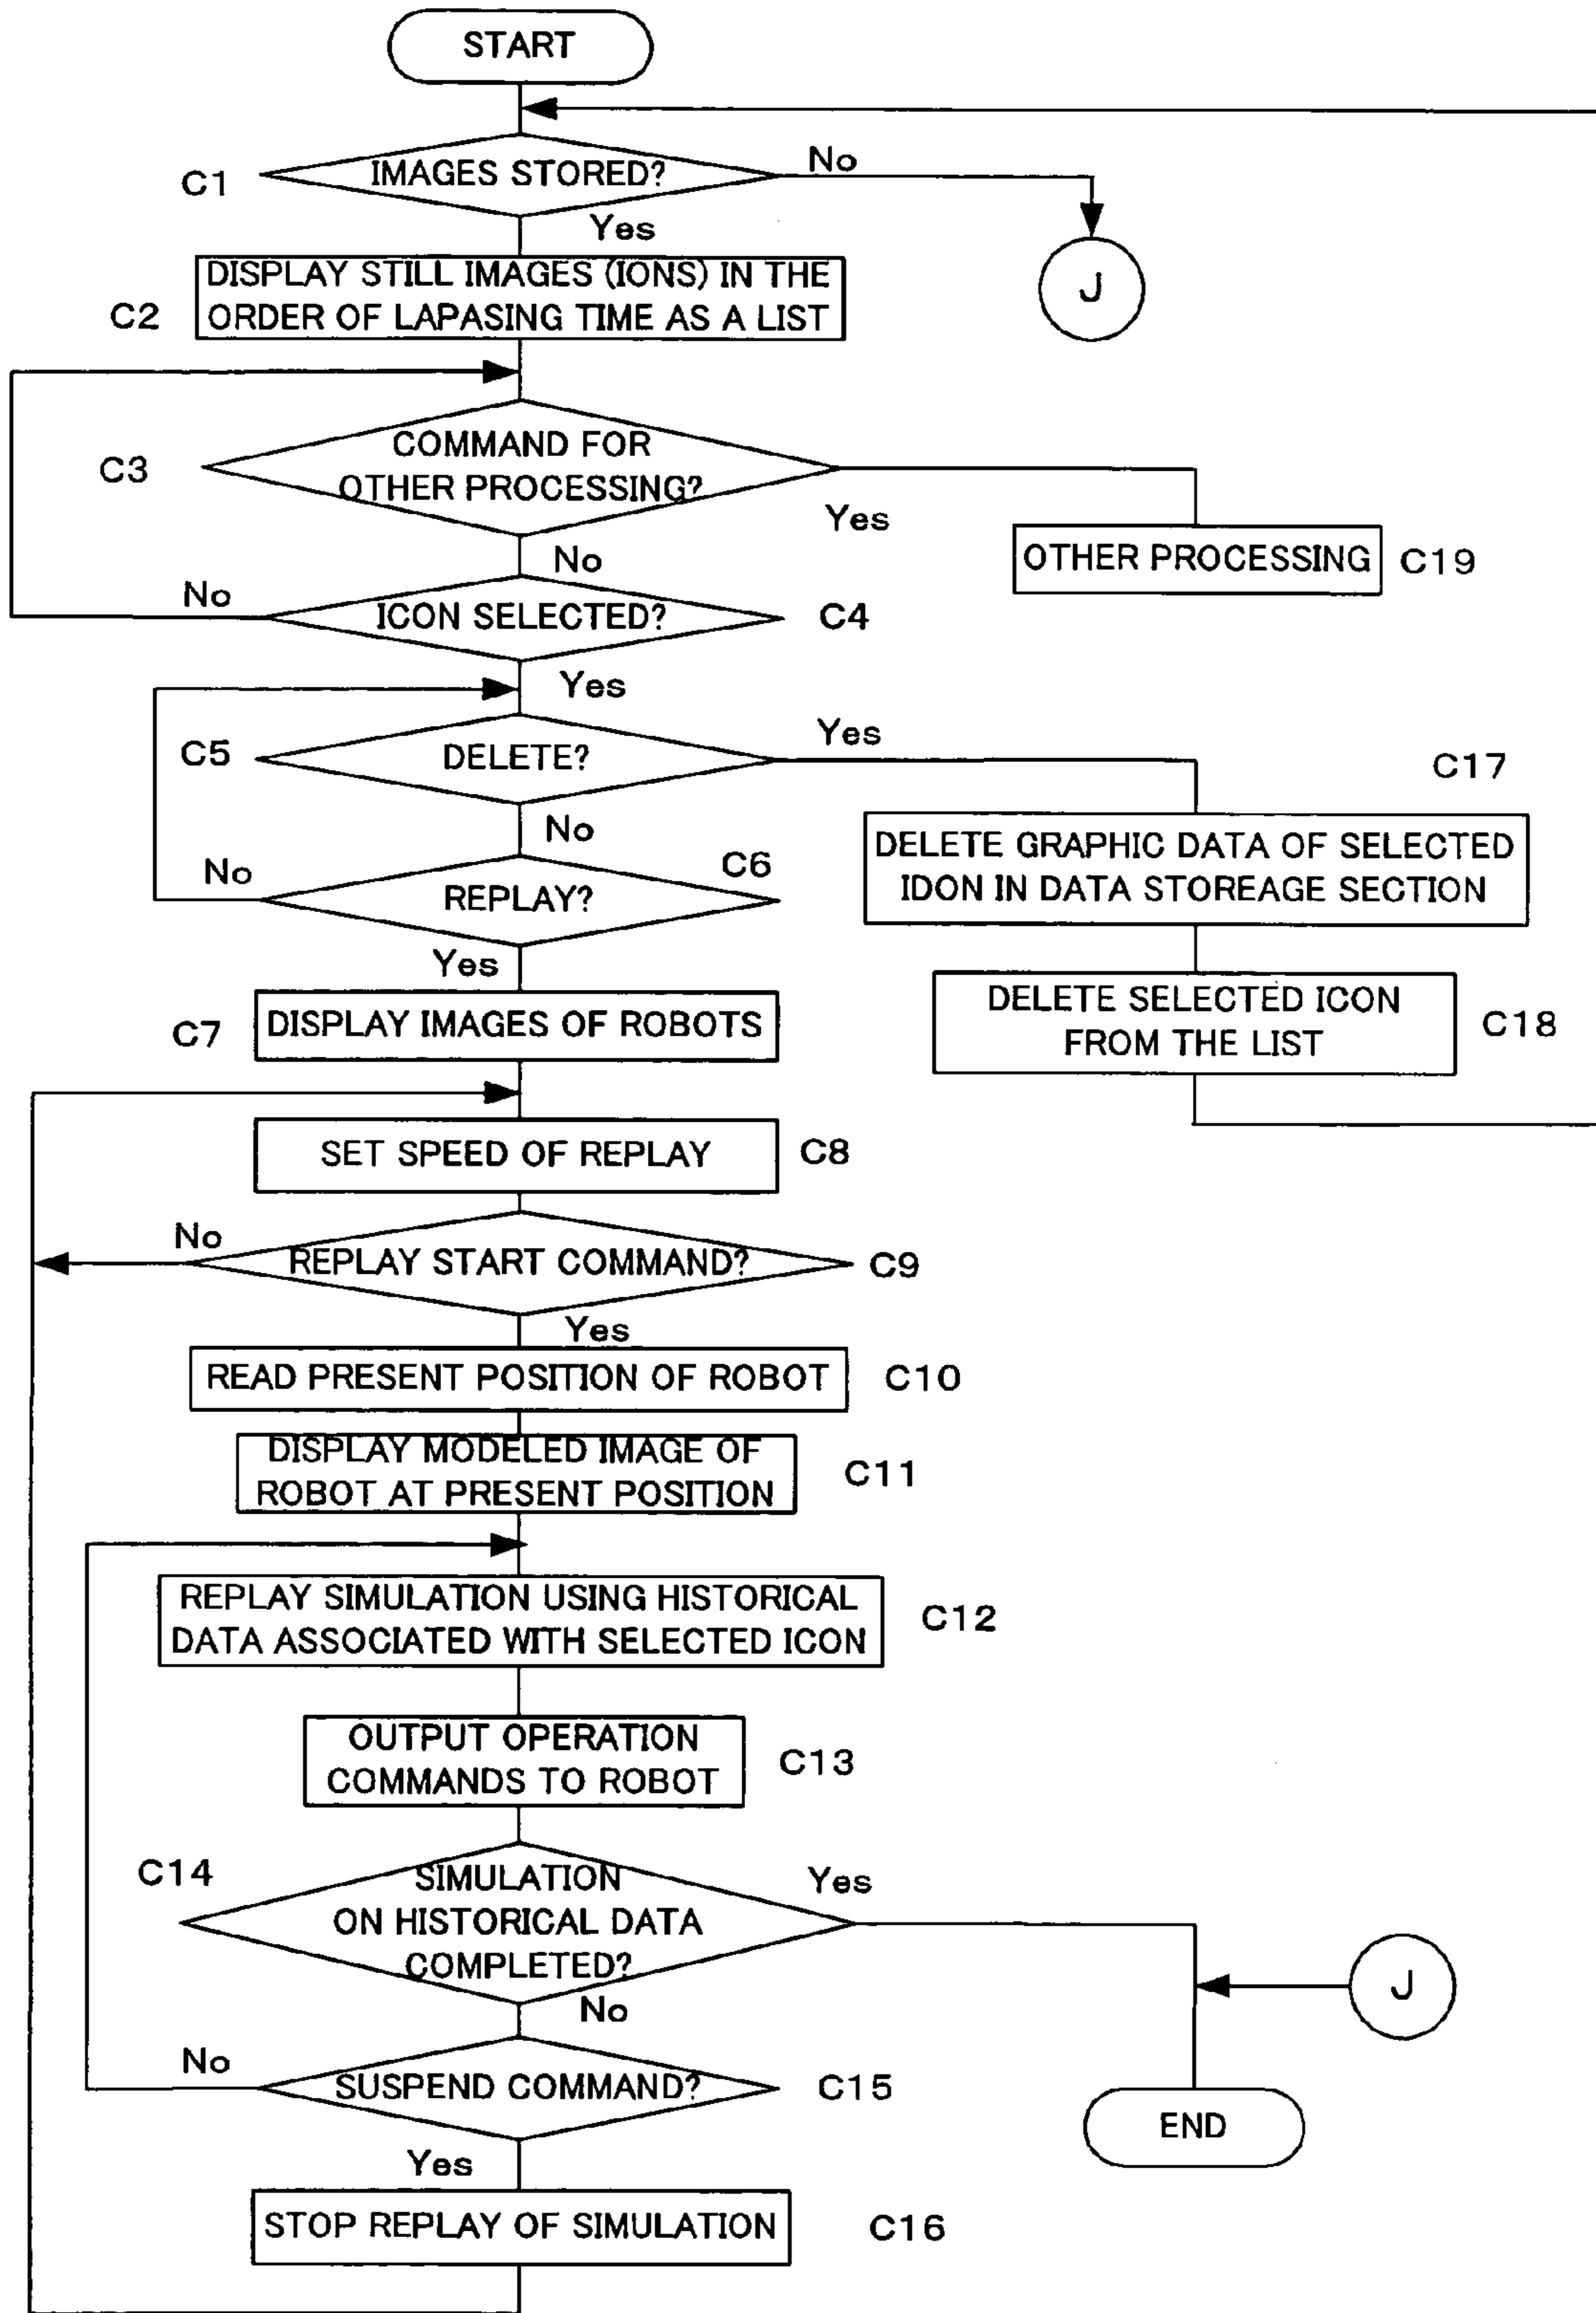 START
C1
IMAGES STORED?
No
Yes
J
C2
DISPLAY STILL IMAGES (IONS) IN THE
ORDER OF LAPASING TIME AS A LIST
C3
COMMAND FOR
OTHER PROCESSING?
Yes
No
OTHER PROCESSING
C19
No
ICON SELECTED?
C4
Yes
C5
DELETE?
Yes
No
C17
DELETE GRAPHIC DATA OF SELECTED
IDON IN DATA STOREAGE SECTION
No
REPLAY?
C6
Yes
DELETE SELECTED ICON
FROM THE LIST
C18
C7
DISPLAY IMAGES OF ROBOTS
SET SPEED OF REPLAY
C8
No
REPLAY START COMMAND?
C9
Yes
READ PRESENT POSITION OF ROBOT
C10
DISPLAY MODELED IMAGE OF
ROBOT AT PRESENT POSITION
C11
REPLAY SIMULATION USING HISTORICAL
DATA ASSOCIATED WITH SELECTED ICON
C12
OUTPUT OPERATION
COMMANDS TO ROBOT
C13
C14
SIMULATION
ON HISTORICAL DATA
COMPLETED?
Yes
No
J
No
SUSPEND COMMAND?
C15
END
Yes
STOP REPLAY OF SIMULATION
C16